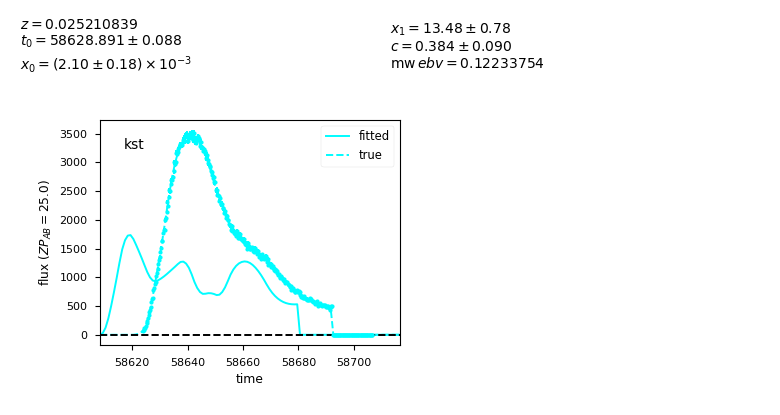 z = 0.025210839
t₀ = 58628.891 ± 0.088
x₀ = (2.10 ± 0.18) × 10⁻³
x₁ = 13.48 ± 0.78
c = 0.384 ± 0.090
mw ebv = 0.12233754
kst
fitted
true
3500
3000
2500
2000
1500
1000
500
0
flux (ZP_AB = 25.0)
58620 58640 58660 58680 58700
time